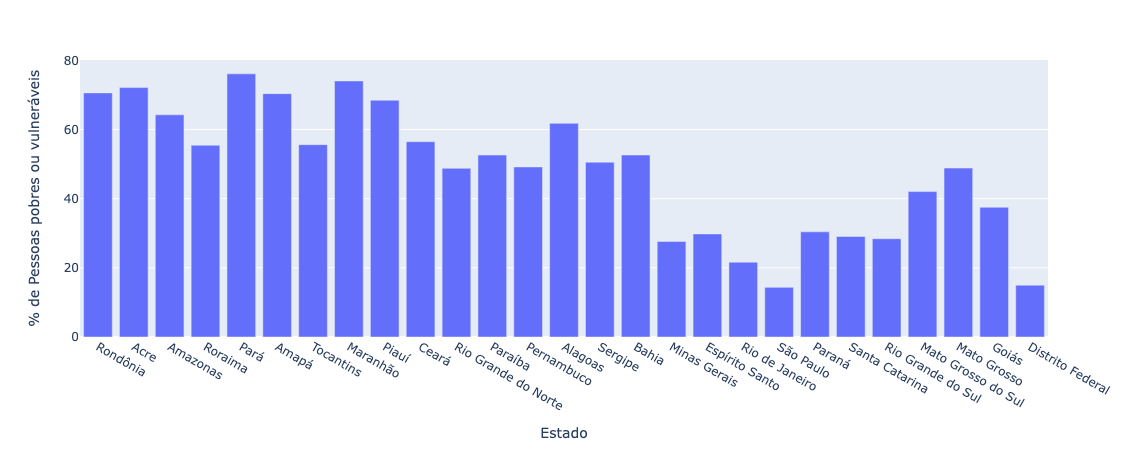 % de Pessoas pobres ou vulneráveis
80
60
40
20
0
Rondônia
Acre
Amazonas
Roraima
Pará
Amapá
Tocantins
Maranhão
Piauí
Ceará
Rio Grande do Norte
Paraíba
Pernambuco
Alagoas
Sergipe
Bahia
Minas Gerais
Espírito Santo
Rio de Janeiro
São Paulo
Paraná
Santa Catarina
Rio Grande do Sul
Mato Grosso do Sul
Mato Grosso
Goiás
Distrito Federal
Estado